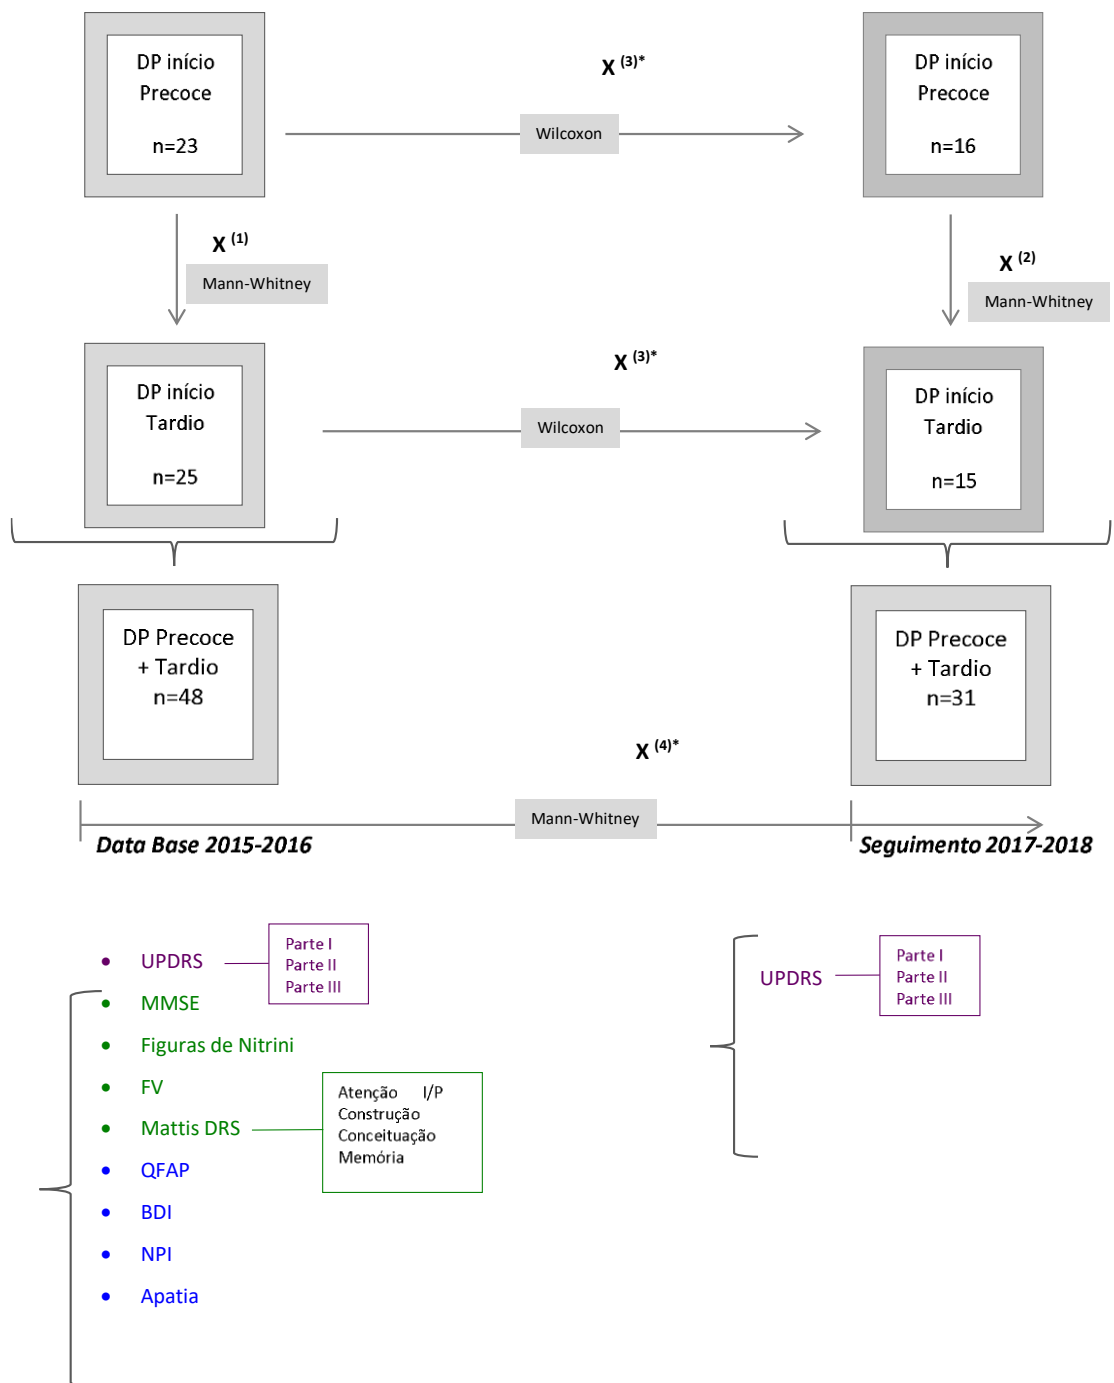 DP início
Precoce
n=23
X (3)*
Wilcoxon
DP início
Precoce
n=16
X (1)
Mann-Whitney
X (2)
Mann-Whitney
DP início
Tardio
n=25
X (3)*
Wilcoxon
DP início
Tardio
n=15
DP Precoce
+ Tardio
n=48
DP Precoce
+ Tardio
n=31
X (4)*
Mann-Whitney
Data Base 2015-2016
Seguimento 2017-2018
• UPDRS
Parte I
Parte II
Parte III
• MMSE
• Figuras de Nitrini
• FV
• Mattis DRS
Atenção I/P
Construção
Conceituação
Memória
• QFAP
• BDI
• NPI
• Apatia
UPDRS
Parte I
Parte II
Parte III